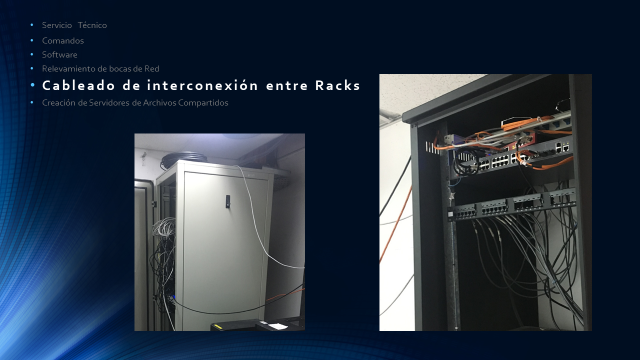 Servicio Técnico
Comandos
Software
Relevamiento de bocas de Red
Cableado de interconexión entre Racks
Creación de Servidores de Archivos Compartidos